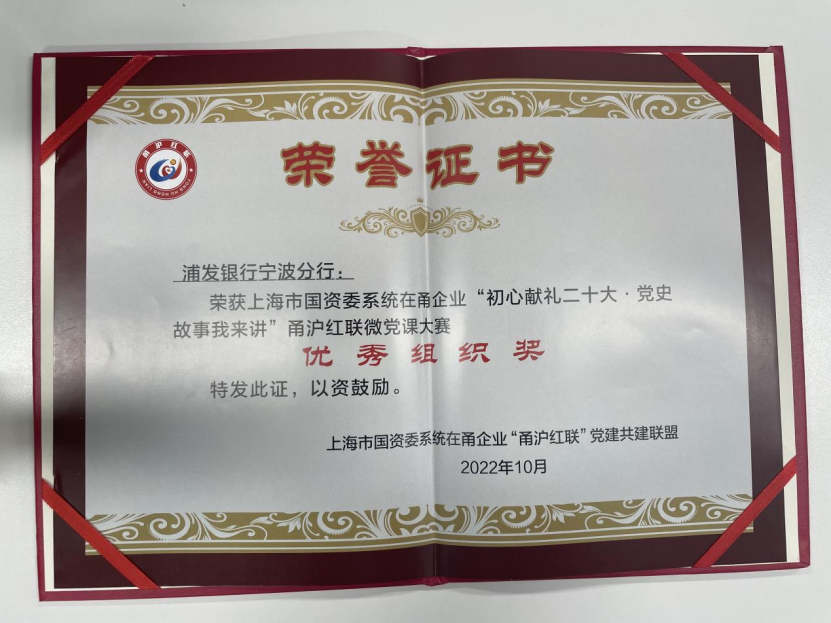 甬沪红联
荣誉证书
浦发银行宁波分行：
荣获上海市国资委系统在甬企业“初心献礼二十大·党史
故事我来讲”甬沪红联微党课大赛
优秀组织奖
特发此证，以资鼓励。
上海市国资委系统在甬企业“甬沪红联”党建共建联盟
2022年10月